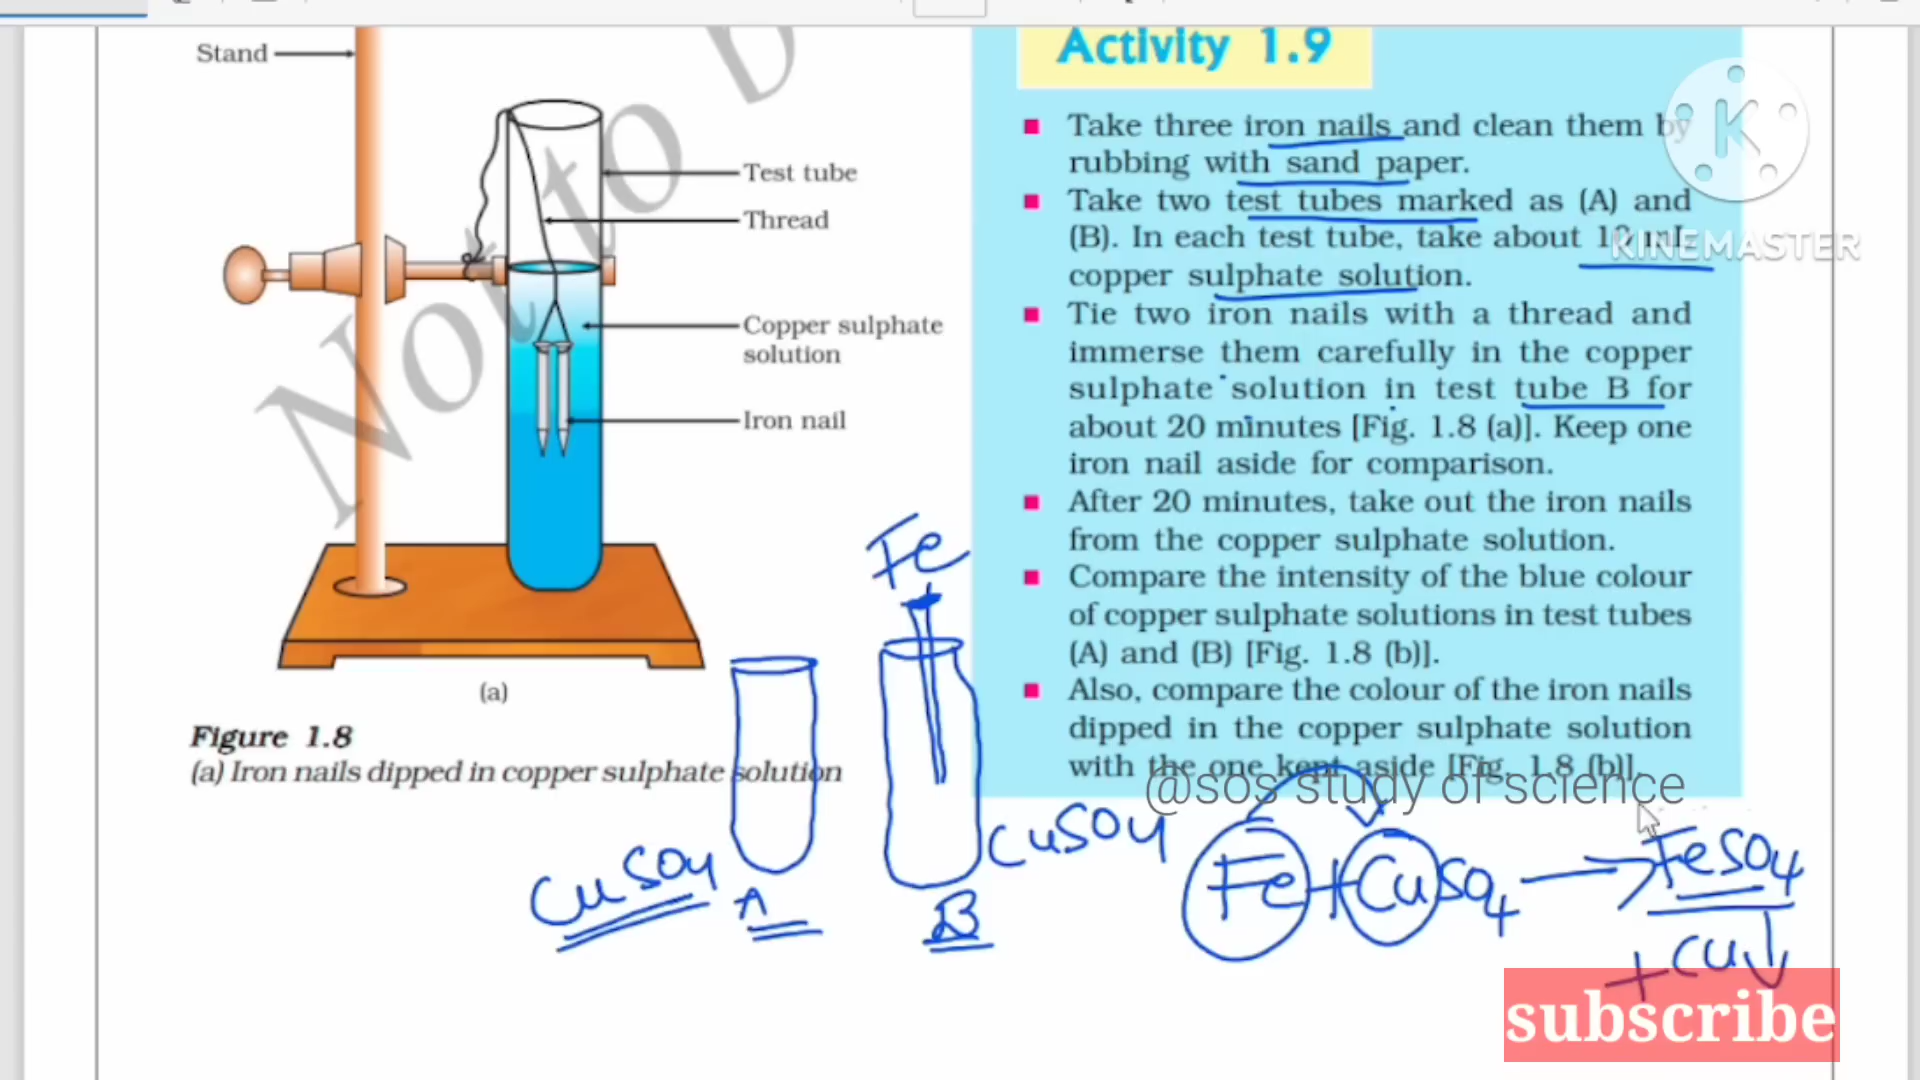 Stand
Test tube
Thread
Copper sulphate
solution
Iron nail
(a)
Figure 1.8
(a) Iron nails dipped in copper sulphate solution
Not to b
Activity 1.9
Take three iron nails and clean them by
rubbing with sand paper.
Take two test tubes marked as (A) and
(B). In each test tube, take about 10 mL
copper sulphate solution.
Tie two iron nails with a thread and
immerse them carefully in the copper
sulphate solution in test tube B for
about 20 minutes [Fig. 1.8 (a)]. Keep one
iron nail aside for comparison.
After 20 minutes, take out the iron nails
from the copper sulphate solution.
Compare the intensity of the blue colour
of copper sulphate solutions in test tubes
(A) and (B) [Fig. 1.8 (b)].
Also, compare the colour of the iron nails
dipped in the copper sulphate solution
with the one kept aside [Fig. 1.8 (b)].
K
KINEMASTER
@sos study of science
Fe
CuSO4
A
B
CuSO4
Fe + CuSO4 → FeSO4
+ Cu↓
subscribe